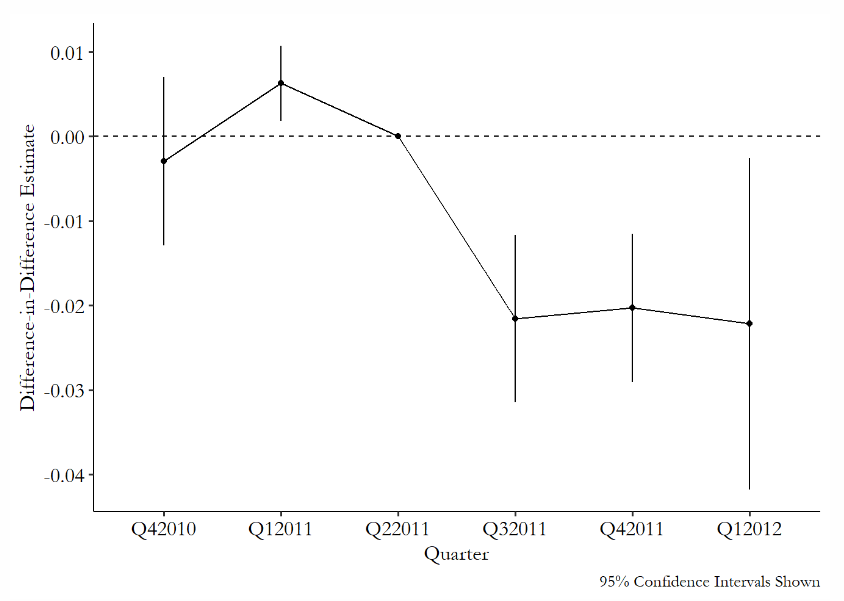 Difference-in-Difference Estimate
0.01
0.00
-0.01
-0.02
-0.03
-0.04
Q42010 Q12011 Q22011 Q32011 Q42011 Q12012
Quarter
95% Confidence Intervals Shown